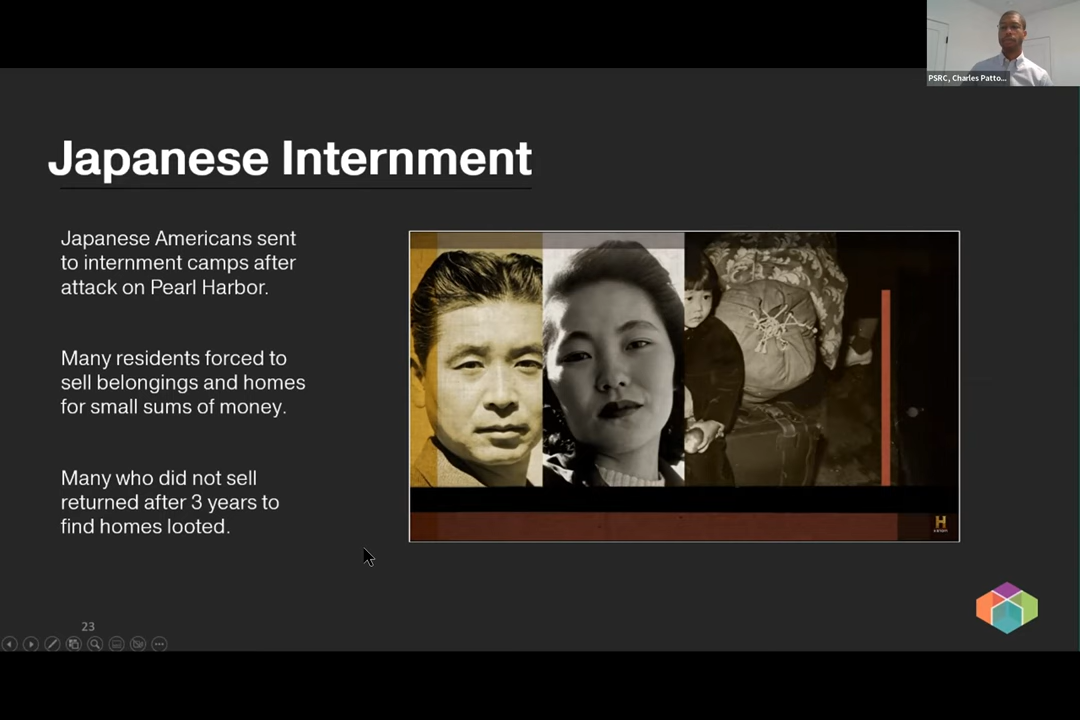 PSRC, Charles Patto...
Japanese Internment
Japanese Americans sent
to internment camps after
attack on Pearl Harbor.
Many residents forced to
sell belongings and homes
for small sums of money.
Many who did not sell
returned after 3 years to
find homes looted.
H
23